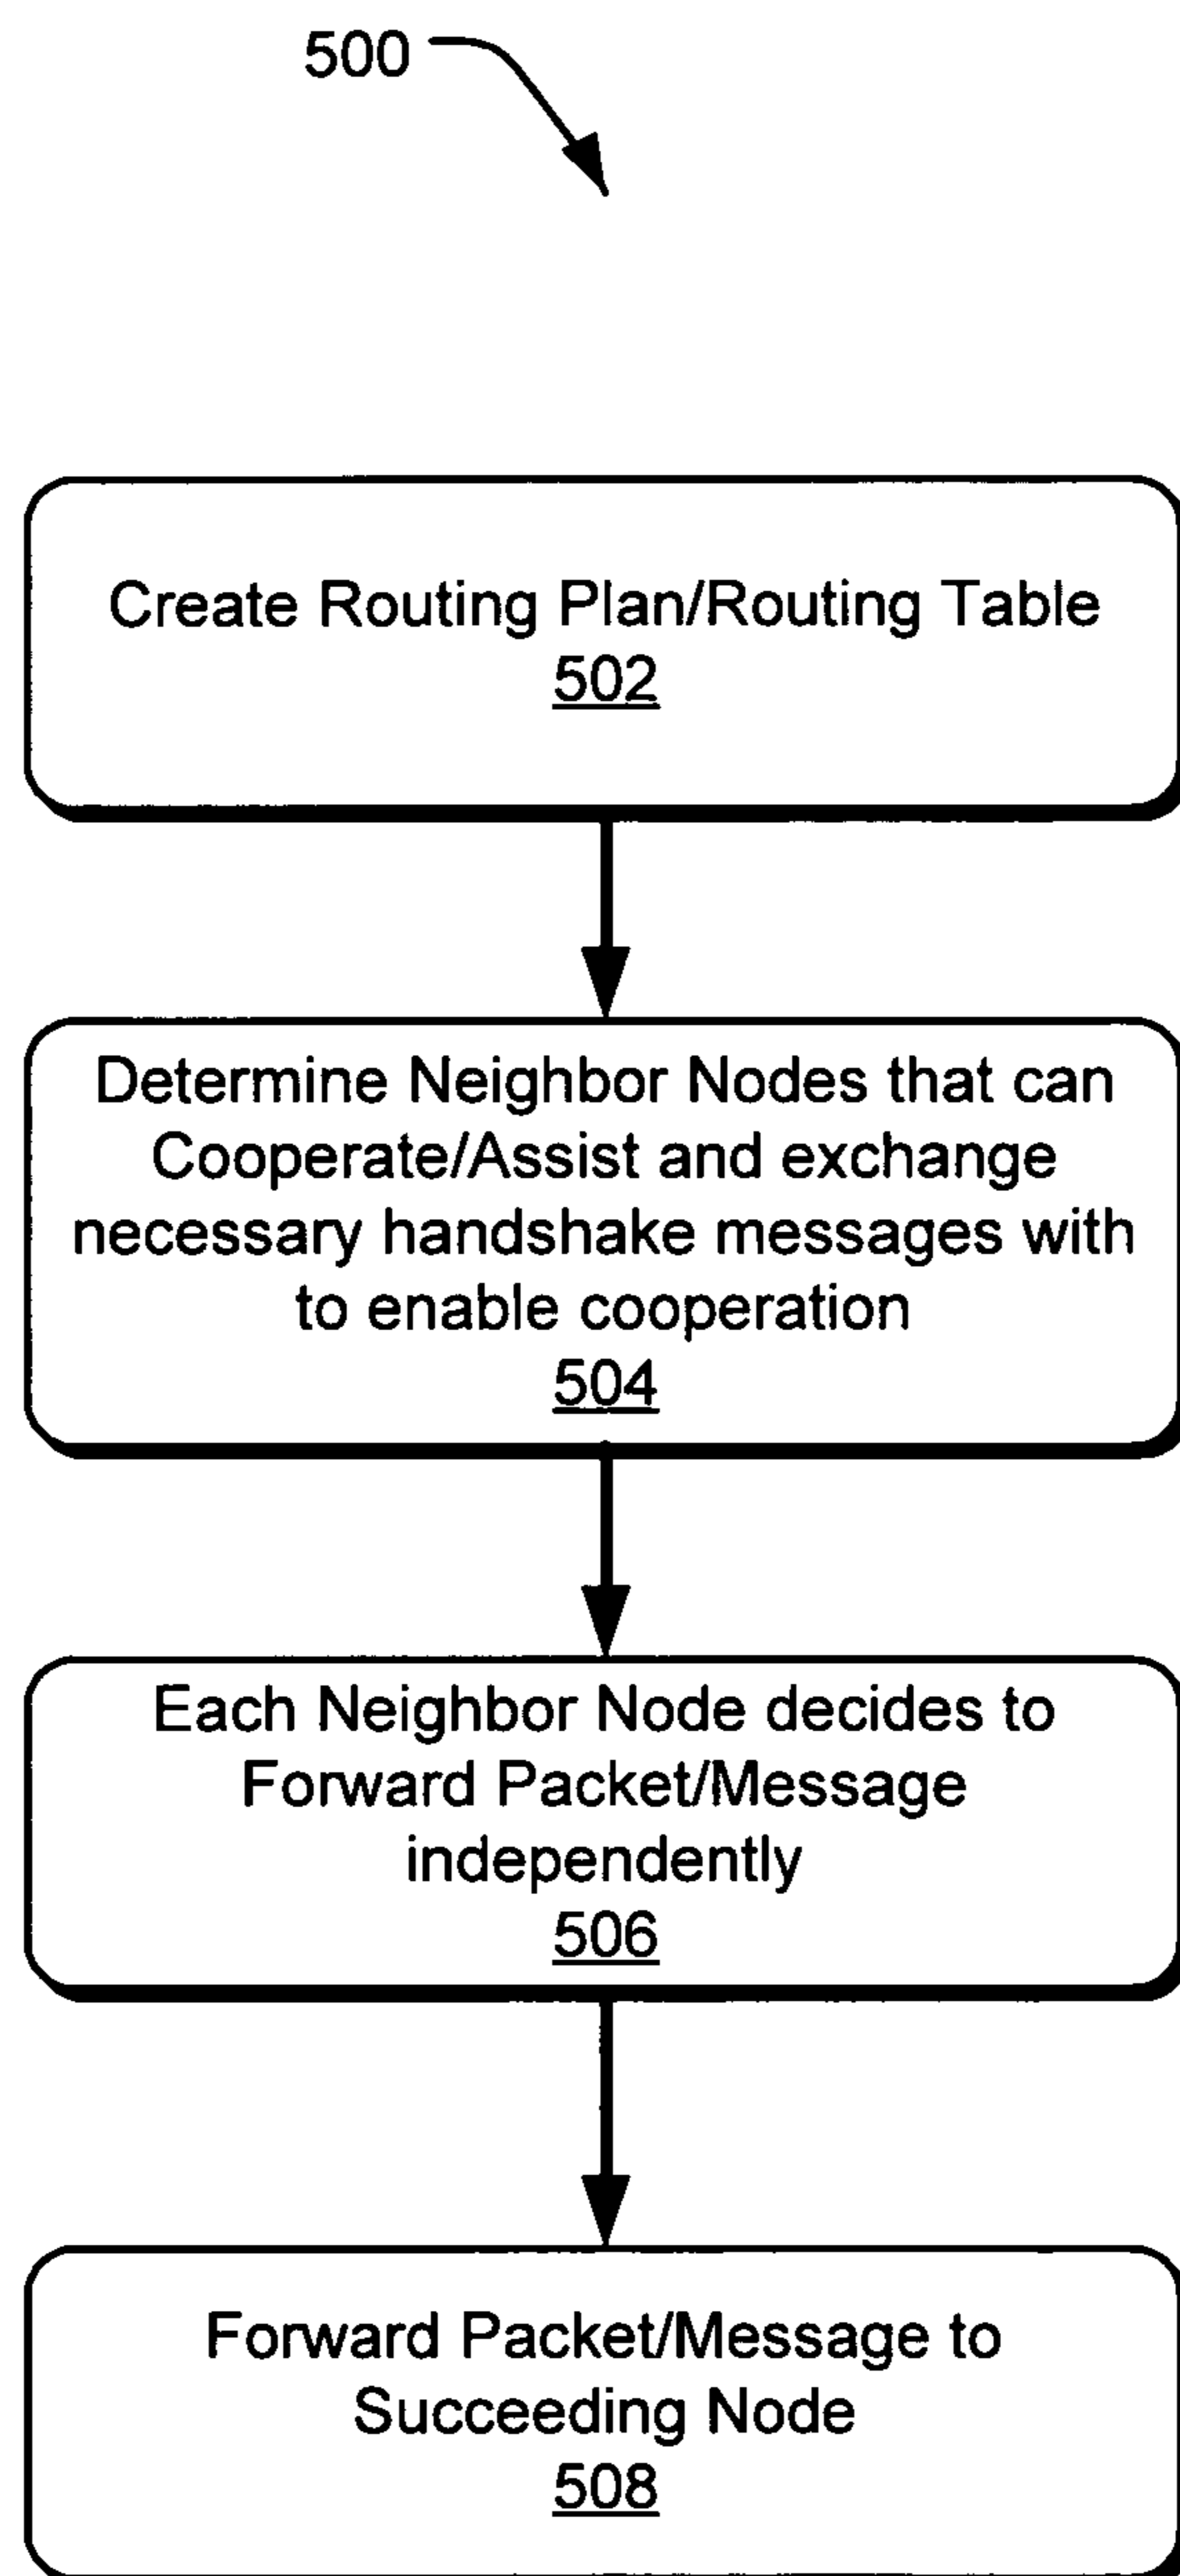 500
Create Routing Plan/Routing Table
502
Determine Neighbor Nodes that can
Cooperate/Assist and exchange
necessary handshake messages with
to enable cooperation
504
Each Neighbor Node decides to
Forward Packet/Message
independently
506
Forward Packet/Message to
Succeeding Node
508